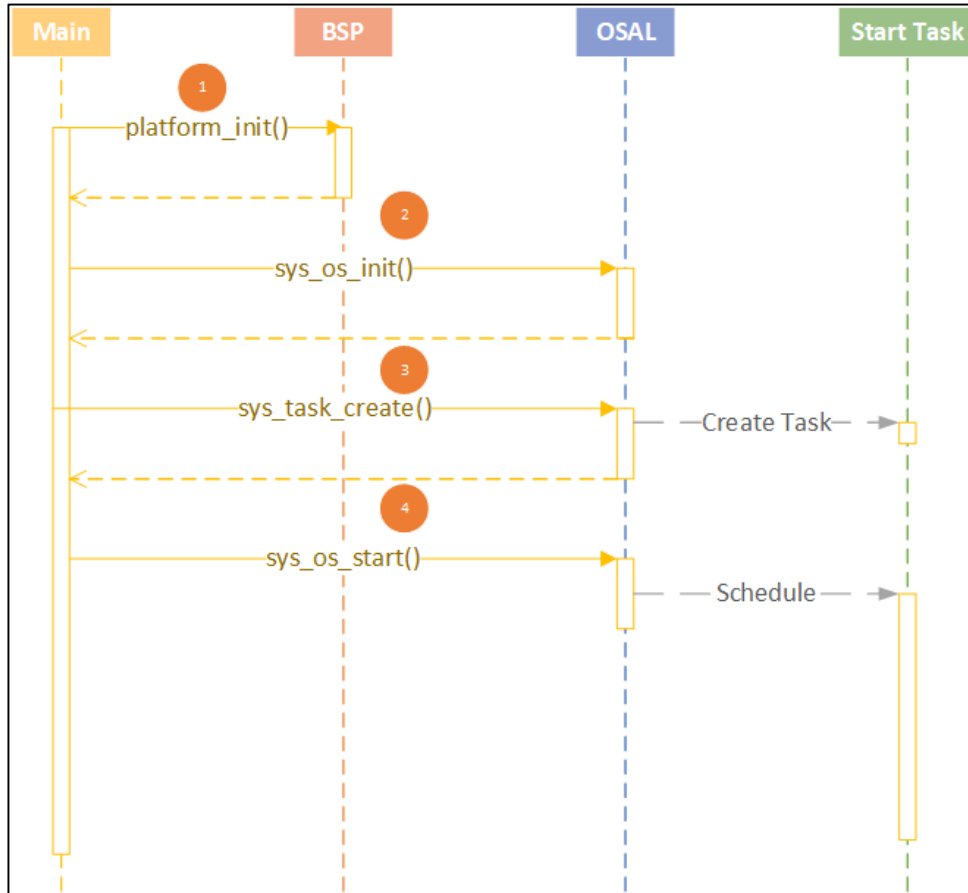 Main
BSP
OSAL
Start Task
1
platform_init()
2
sys_os_init()
3
sys_task_create()
Create Task
4
sys_os_start()
Schedule